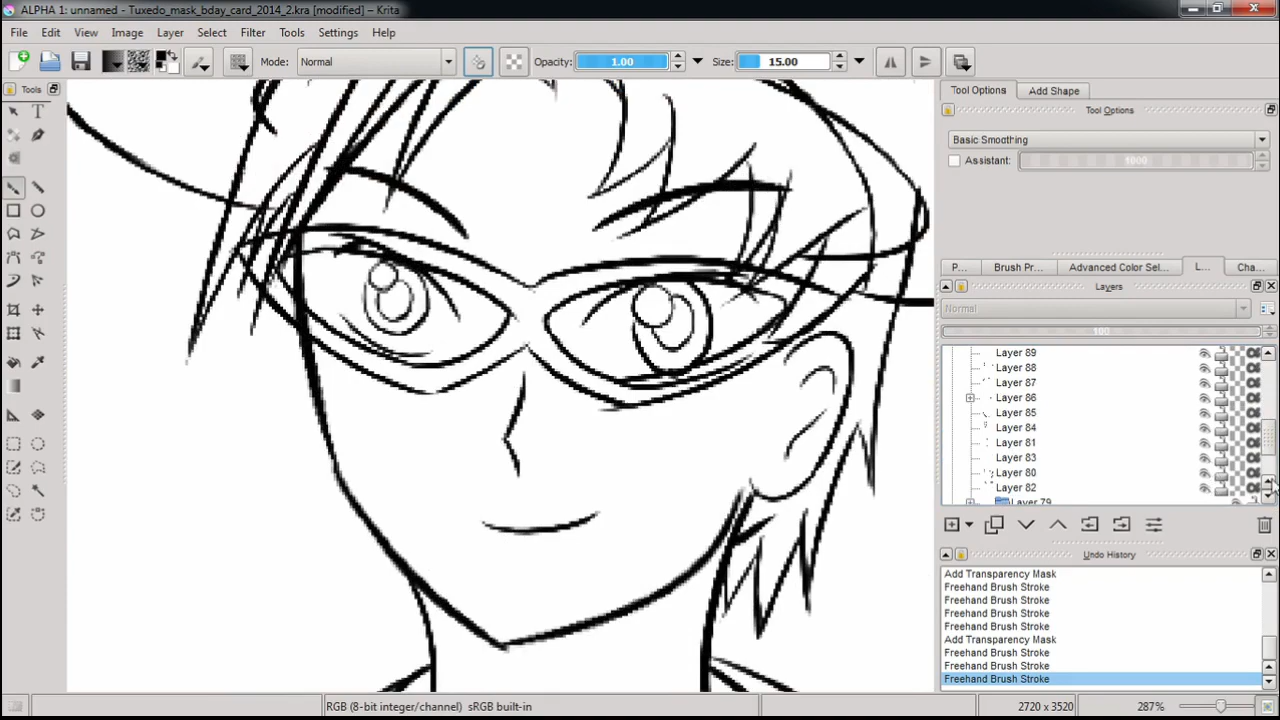 ALPHA 1: unnamed - Tuxedo_mask_bday_card_2014_2.kra [modified] - Krita
File Edit View Image Layer Select Filter Tools Settings Help
Mode: Normal Opacity: 1.00 Size: 15.00
Tools
Tool Options Add Shape
Tool Options
Basic Smoothing
Assistant: 1000
P... Brush Pr... Advanced Color Sel... L... Cha...
Layers
Normal
100
Layer 89
Layer 88
Layer 87
Layer 86
Layer 85
Layer 84
Layer 81
Layer 83
Layer 80
Layer 82
Layer 79
Undo History
Add Transparency Mask
Freehand Brush Stroke
Freehand Brush Stroke
Freehand Brush Stroke
Freehand Brush Stroke
Add Transparency Mask
Freehand Brush Stroke
Freehand Brush Stroke
Freehand Brush Stroke
RGB (8-bit integer/channel) sRGB built-in 2720 x 3520 287%